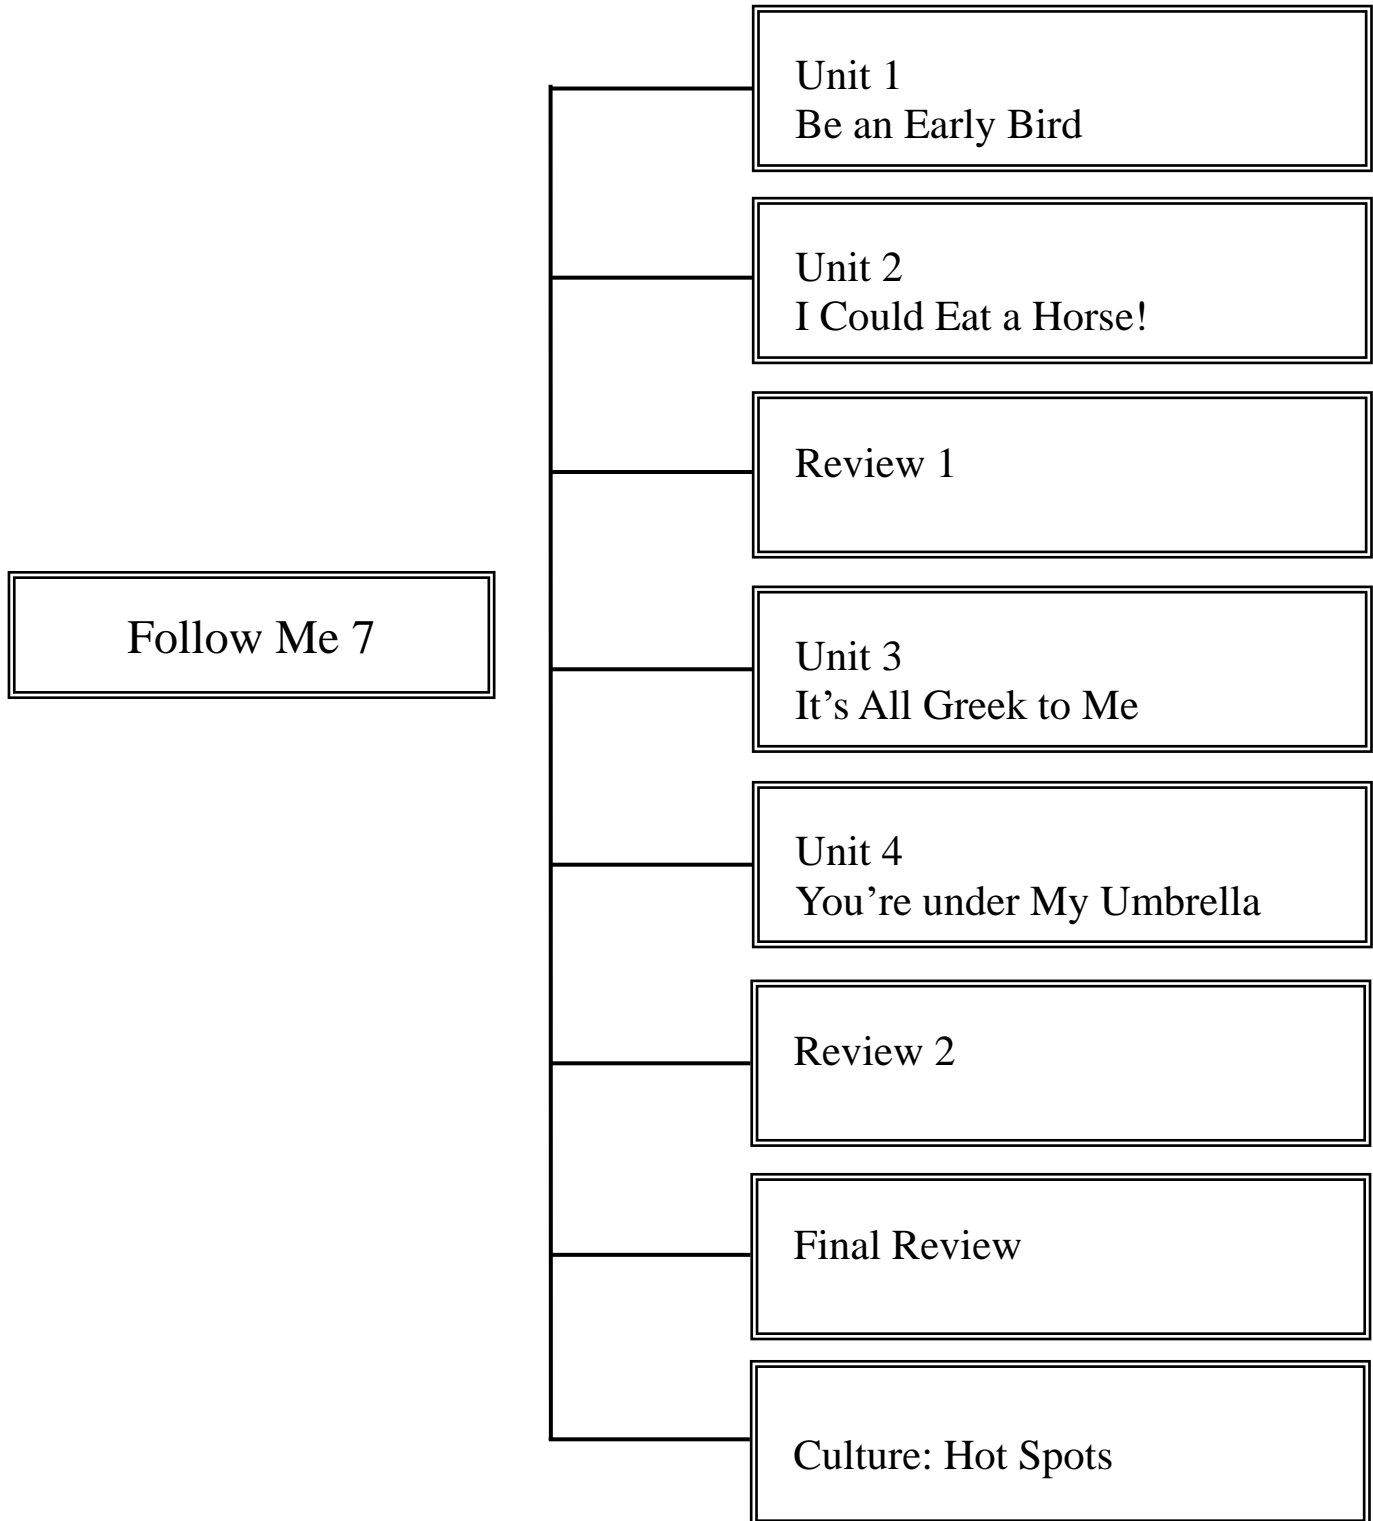 Unit 1
Be an Early Bird
Unit 2
I Could Eat a Horse!
Review 1
Follow Me 7
Unit 3
It’s All Greek to Me
Unit 4
You’re under My Umbrella
Review 2
Final Review
Culture: Hot Spots